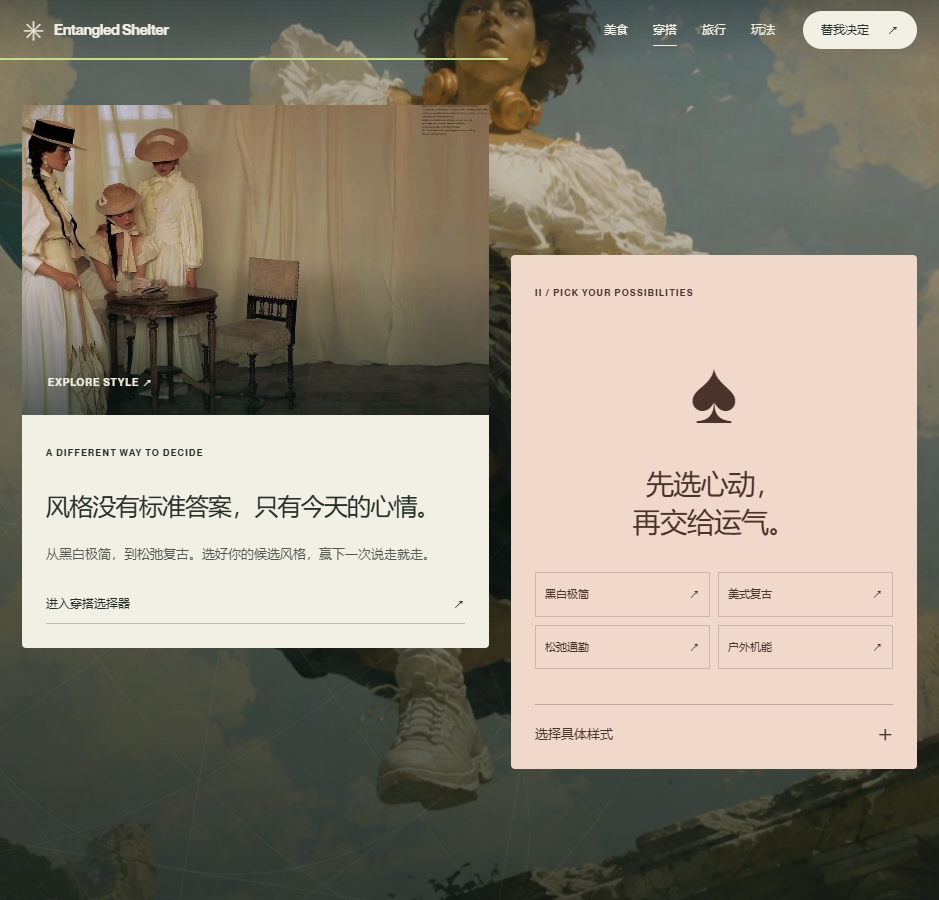 Entangled Shelter
美食 穿搭 旅行 玩法 替我决定 ↗
EXPLORE STYLE ↗
A DIFFERENT WAY TO DECIDE
风格没有标准答案，只有今天的心情。
从黑白极简，到松弛复古。选好你的候选风格，赢下一次说走就走。
进入穿搭选择器 ↗
II / PICK YOUR POSSIBILITIES
先选心动，
再交给运气。
黑白极简 ↗ 美式复古 ↗
松弛通勤 ↗ 户外机能 ↗
选择具体样式 +